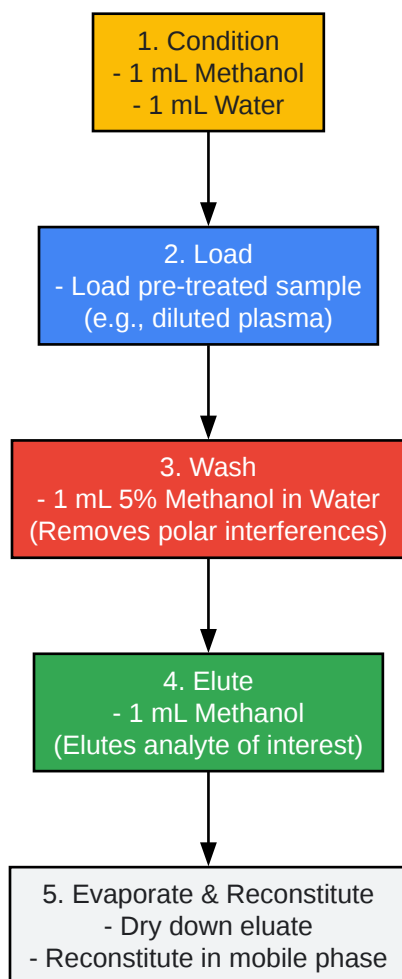 1. Condition
- 1 mL Methanol
- 1 mL Water
2. Load
- Load pre-treated sample
(e.g., diluted plasma)
3. Wash
- 1 mL 5% Methanol in Water
(Removes polar interferences)
4. Elute
- 1 mL Methanol
(Elutes analyte of interest)
5. Evaporate & Reconstitute
- Dry down eluate
- Reconstitute in mobile phase